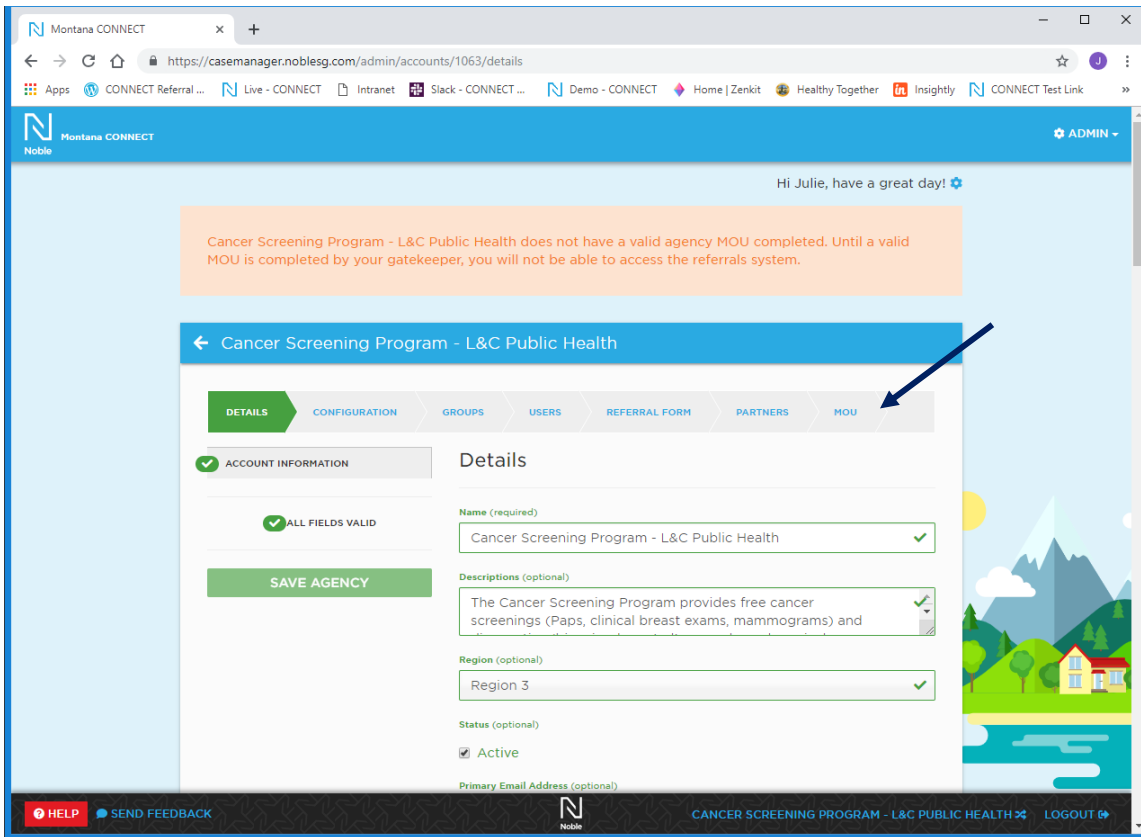 Montana CONNECT
https://casemanager.noblesg.com/admin/accounts/1063/details
J
Apps CONNECT Referral ... Live - CONNECT Intranet Slack - CONNECT ... Demo - CONNECT Home | Zenkit Healthy Together in Insightly CONNECT Test Link »
Noble Montana CONNECT ADMIN
Hi Julie, have a great day!
Cancer Screening Program - L&C Public Health does not have a valid agency MOU completed. Until a valid
MOU is completed by your gatekeeper, you will not be able to access the referrals system.
Cancer Screening Program - L&C Public Health
DETAILS CONFIGURATION GROUPS USERS REFERRAL FORM PARTNERS MOU
ACCOUNT INFORMATION
ALL FIELDS VALID
SAVE AGENCY
Details
Name (required)
Cancer Screening Program - L&C Public Health
Descriptions (optional)
The Cancer Screening Program provides free cancer
screenings (Paps, clinical breast exams, mammograms) and
Region (optional)
Region 3
Status (optional)
Active
Primary Email Address (optional)
HELP SEND FEEDBACK Noble CANCER SCREENING PROGRAM - L&C PUBLIC HEALTH LOGOUT